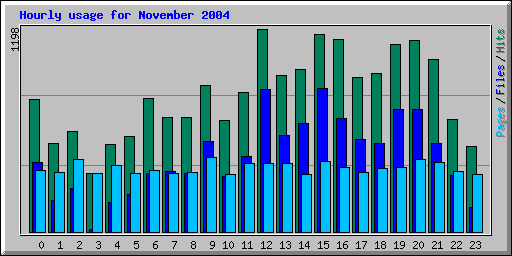 Hourly usage for November 2004
1198
Pages / Files / Hits
0 1 2 3 4 5 6 7 8 9 10 11 12 13 14 15 16 17 18 19 20 21 22 23